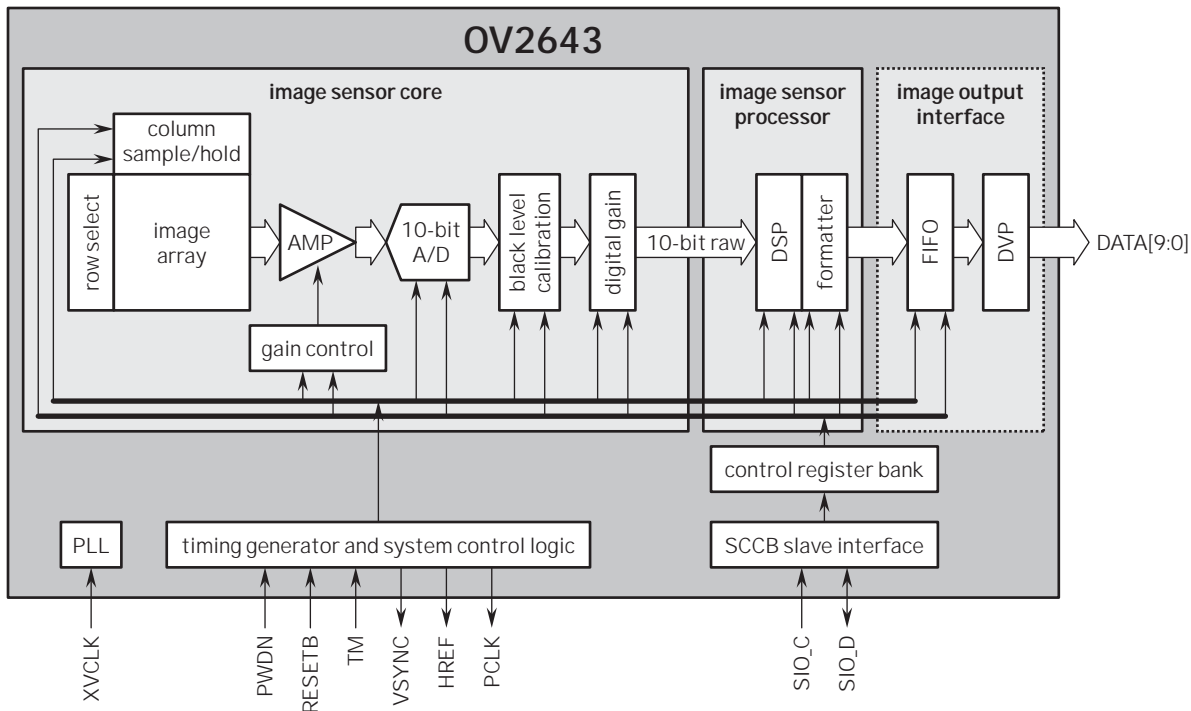 OV2643
image sensor core
image sensor
processor
image output
interface
column
sample/hold
row select
image
array
AMP
10-bit
A/D
black level
calibration
digital gain
10-bit raw
DSP
formatter
FIFO
DVP
DATA[9:0]
gain control
control register bank
PLL
timing generator and system control logic
SCCB slave interface
XVCLK
PWDN
RESETB
TM
VSYNC
HREF
PCLK
SIO_C
SIO_D